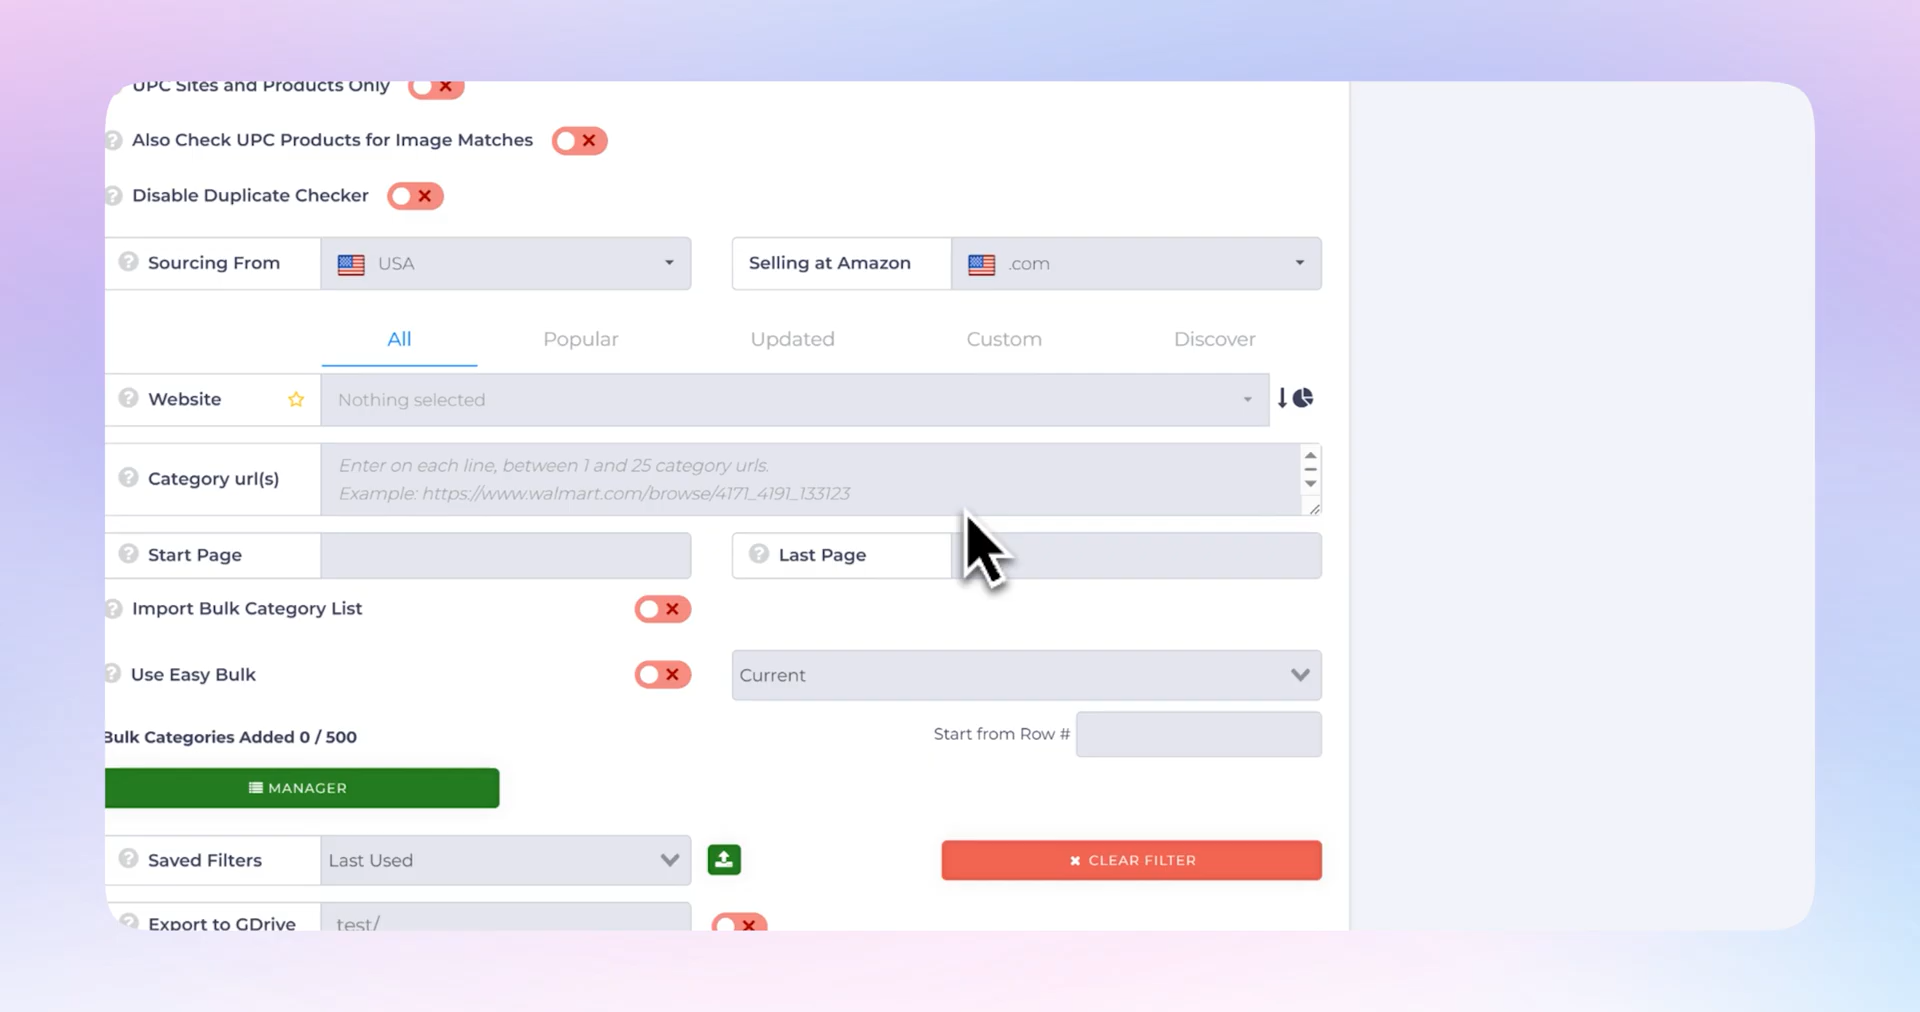 UPC Sites and Products Only
Also Check UPC Products for Image Matches
Disable Duplicate Checker
Sourcing From USA Selling at Amazon .com
All Popular Updated Custom Discover
Website Nothing selected
Category url(s) Enter on each line, between 1 and 25 category urls.
Example: https://www.walmart.com/browse/4171_4191_133123
Start Page Last Page
Import Bulk Category List
Use Easy Bulk Current
Bulk Categories Added 0 / 500 Start from Row #
MANAGER
Saved Filters Last Used CLEAR FILTER
Export to GDrive test/